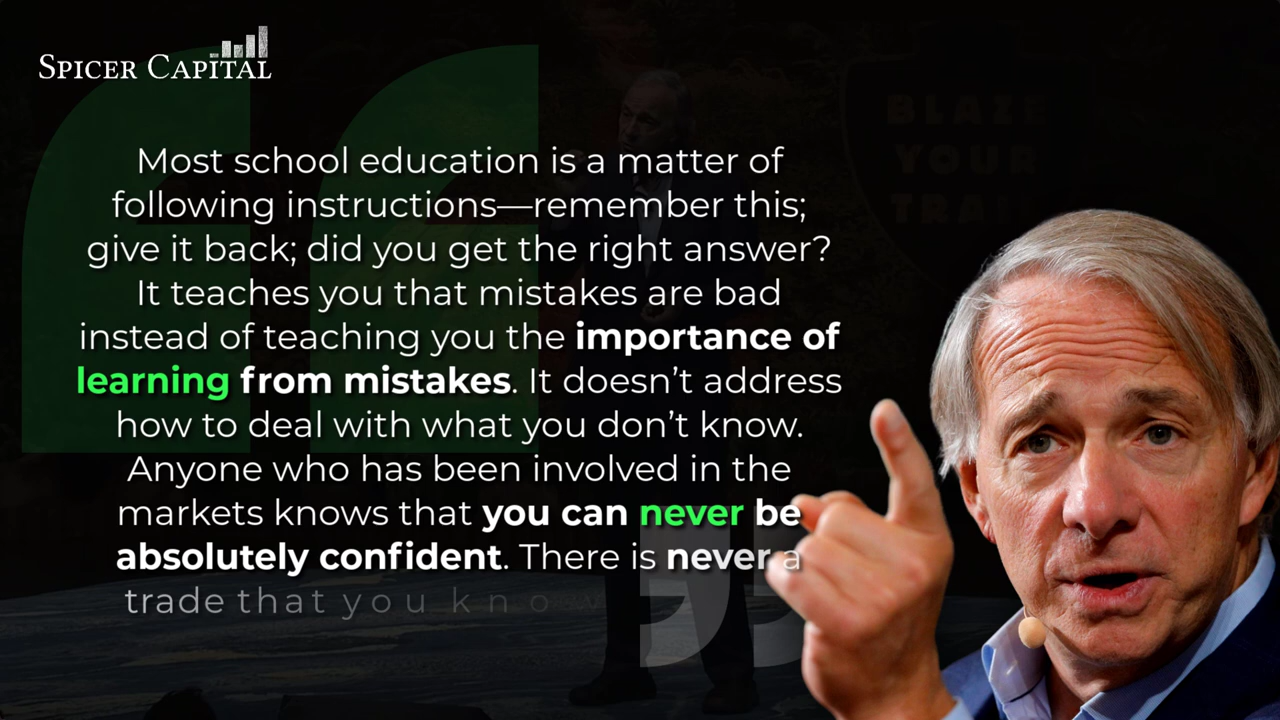 SPICER CAPITAL
BLAZE
YOUR
TRAIL
Most school education is a matter of
following instructions—remember this;
give it back; did you get the right answer?
It teaches you that mistakes are bad
instead of teaching you the importance of
learning from mistakes. It doesn’t address
how to deal with what you don’t know.
Anyone who has been involved in the
markets knows that you can never be
absolutely confident. There is never a
trade that you know